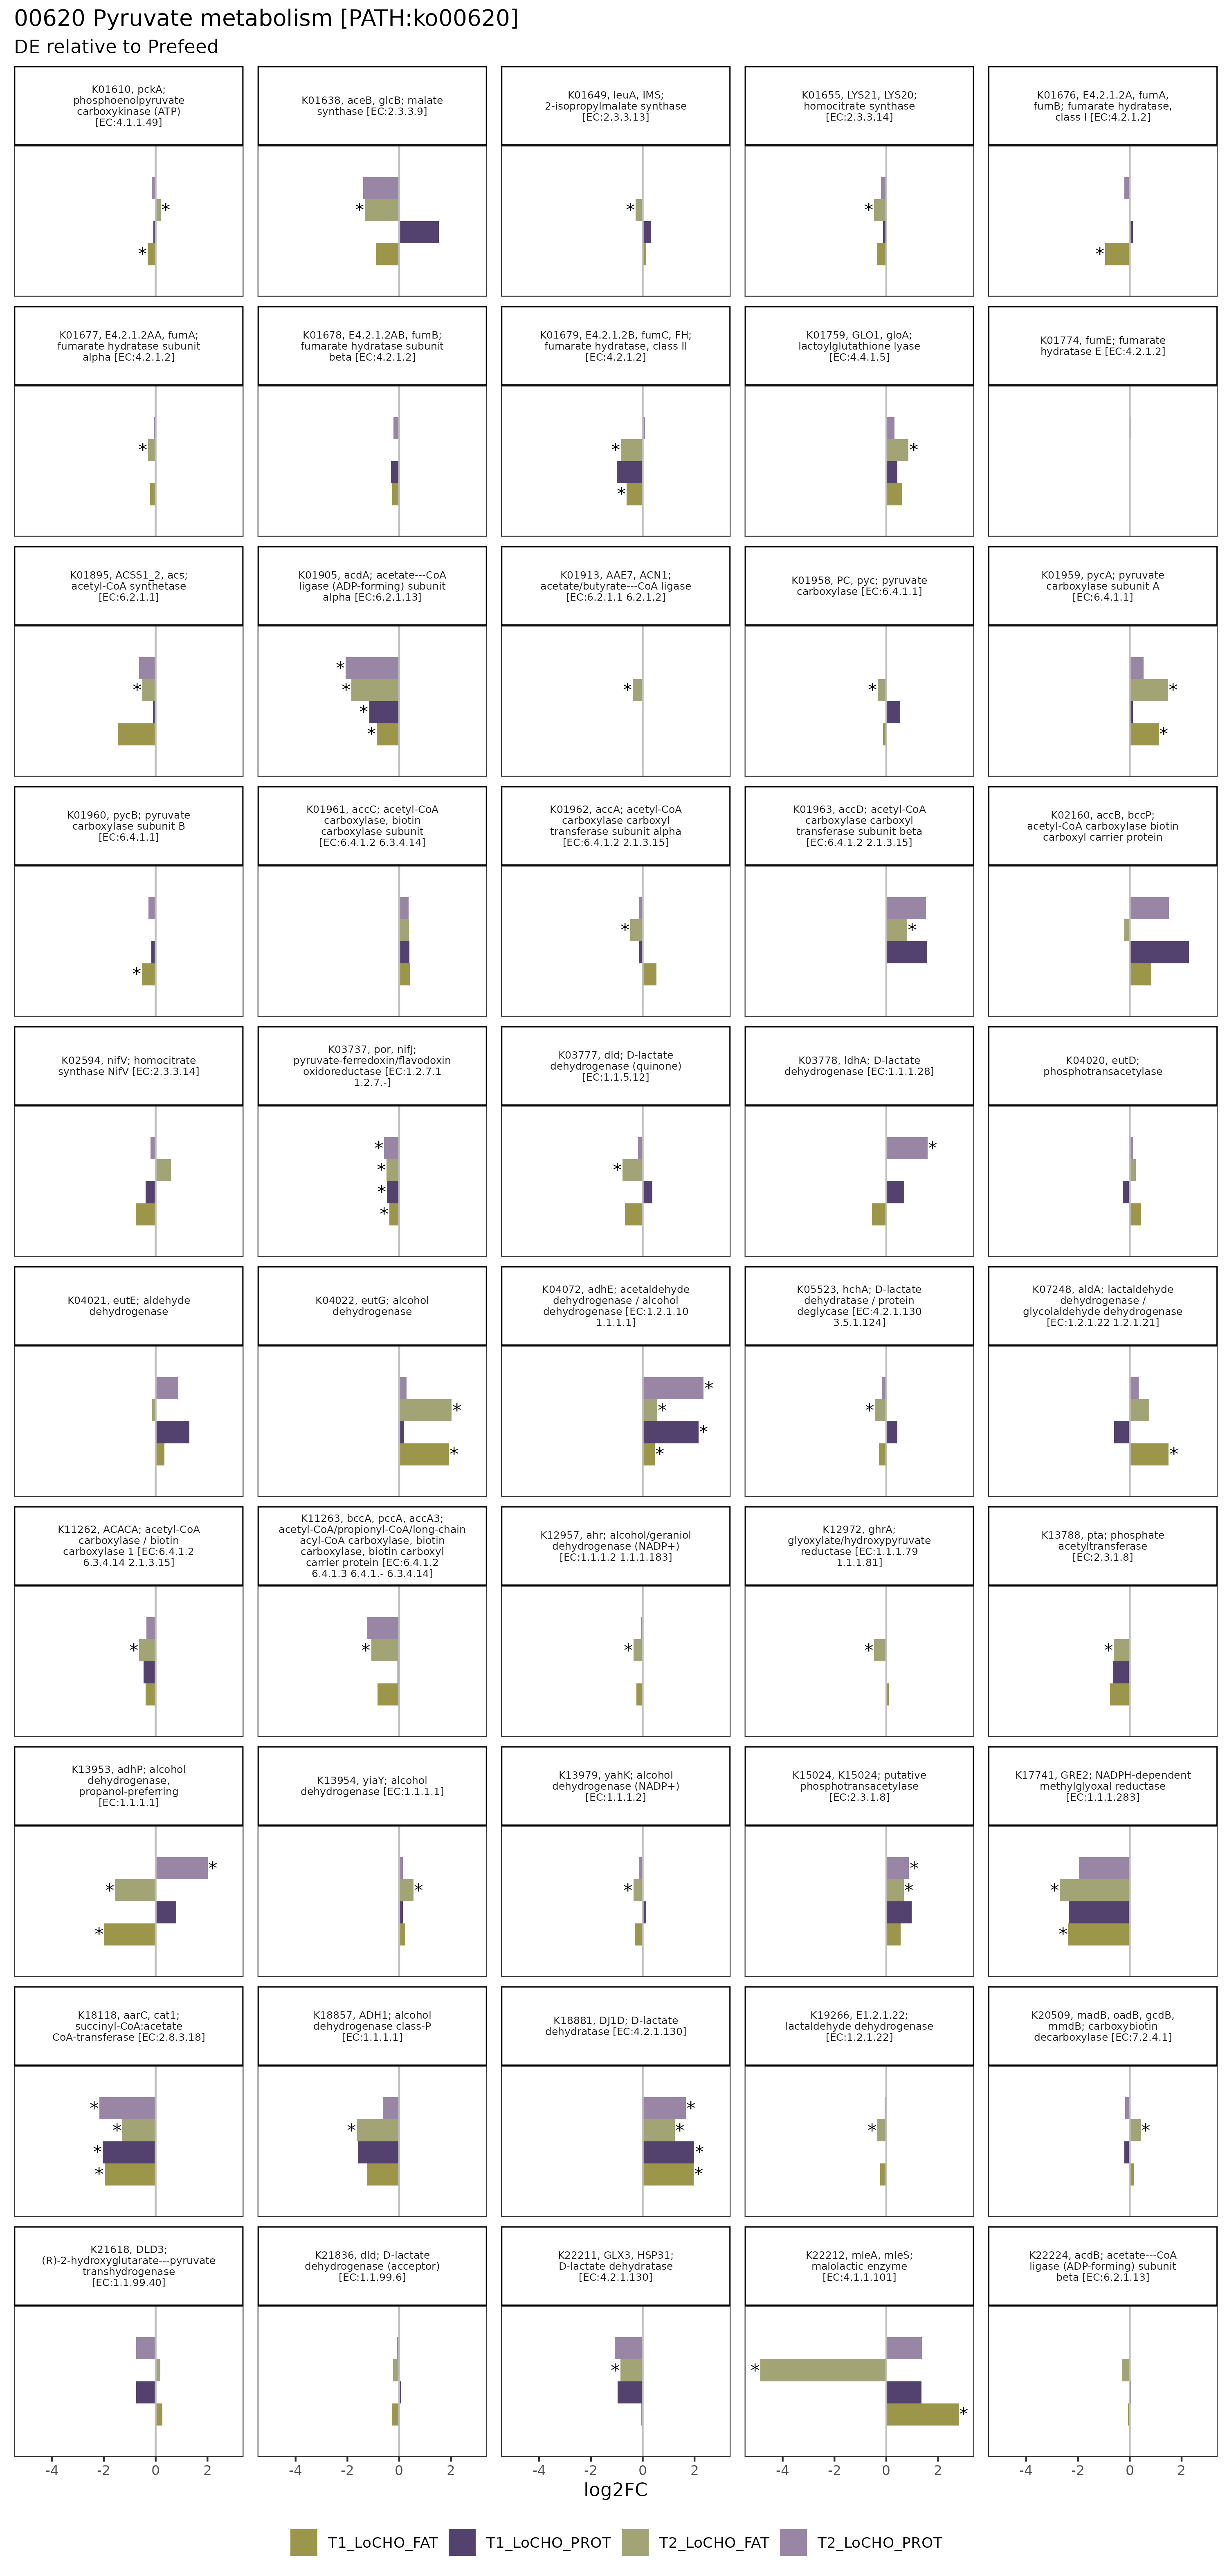 00620 Pyruvate metabolism [PATH:ko00620]
DE relative to Prefeed
K01610, pckA;
phosphoenolpyruvate
carboxykinase (ATP)
[EC:4.1.1.49]
K01638, aceB, glcB; malate
synthase [EC:2.3.3.9]
K01649, leuA, IMS;
2-isopropylmalate synthase
[EC:2.3.3.13]
K01655, LYS21, LYS20;
homocitrate synthase
[EC:2.3.3.14]
K01676, E4.2.1.2A, fumA,
fumB; fumarate hydratase,
class I [EC:4.2.1.2]
*
*
*
*
*
*
K01677, E4.2.1.2AA, fumA;
fumarate hydratase subunit
alpha [EC:4.2.1.2]
K01678, E4.2.1.2AB, fumB;
fumarate hydratase subunit
beta [EC:4.2.1.2]
K01679, E4.2.1.2B, fumC, FH;
fumarate hydratase, class II
[EC:4.2.1.2]
K01759, GLO1, gloA;
lactoylglutathione lyase
[EC:4.4.1.5]
K01774, fumE; fumarate
hydratase E [EC:4.2.1.2]
*
*
*
*
K01895, ACSS1_2, acs;
acetyl-CoA synthetase
[EC:6.2.1.1]
K01905, acdA; acetate---CoA
ligase (ADP-forming) subunit
alpha [EC:6.2.1.13]
K01913, AAE7, ACN1;
acetate/butyrate---CoA ligase
[EC:6.2.1.1 6.2.1.2]
K01958, PC, pyc; pyruvate
carboxylase [EC:6.4.1.1]
K01959, pycA; pyruvate
carboxylase subunit A
[EC:6.4.1.1]
*
*
*
*
*
*
*
*
*
K01960, pycB; pyruvate
carboxylase subunit B
[EC:6.4.1.1]
K01961, accC; acetyl-CoA
carboxylase, biotin
carboxylase subunit
[EC:6.4.1.2 6.3.4.14]
K01962, accA; acetyl-CoA
carboxylase carboxyl
transferase subunit alpha
[EC:6.4.1.2 2.1.3.15]
K01963, accD; acetyl-CoA
carboxylase carboxyl
transferase subunit beta
[EC:6.4.1.2 2.1.3.15]
K02160, accB, bccP;
acetyl-CoA carboxylase biotin
carboxyl carrier protein
*
*
*
K02594, nifV; homocitrate
synthase NifV [EC:2.3.3.14]
K03737, por, nifJ;
pyruvate-ferredoxin/flavodoxin
oxidoreductase [EC:1.2.7.1
1.2.7.-]
K03777, dld; D-lactate
dehydrogenase (quinone)
[EC:1.1.5.12]
K03778, ldhA; D-lactate
dehydrogenase [EC:1.1.1.28]
K04020, eutD;
phosphotransacetylase
*
*
*
*
*
*
K04021, eutE; aldehyde
dehydrogenase
K04022, eutG; alcohol
dehydrogenase
K04072, adhE; acetaldehyde
dehydrogenase / alcohol
dehydrogenase [EC:1.2.1.10
1.1.1.1]
K05523, hchA; D-lactate
dehydratase / protein
deglycase [EC:4.2.1.130
3.5.1.124]
K07248, aldA; lactaldehyde
dehydrogenase /
glycolaldehyde dehydrogenase
[EC:1.2.1.22 1.2.1.21]
*
*
*
*
*
*
*
*
K11262, ACACA; acetyl-CoA
carboxylase / biotin
carboxylase 1 [EC:6.4.1.2
6.3.4.14 2.1.3.15]
K11263, bccA, pccA, accA3;
acetyl-CoA/propionyl-CoA/long-chain
acyl-CoA carboxylase, biotin
carboxylase, biotin carboxyl
carrier protein [EC:6.4.1.2
6.4.1.3 6.4.1.- 6.3.4.14]
K12957, ahr; alcohol/geraniol
dehydrogenase (NADP+)
[EC:1.1.1.2 1.1.1.183]
K12972, ghrA;
glyoxylate/hydroxypyruvate
reductase [EC:1.1.1.79
1.1.1.81]
K13788, pta; phosphate
acetyltransferase
[EC:2.3.1.8]
*
*
*
*
*
K13953, adhP; alcohol
dehydrogenase,
propanol-preferring
[EC:1.1.1.1]
K13954, yiaY; alcohol
dehydrogenase [EC:1.1.1.1]
K13979, yahK; alcohol
dehydrogenase (NADP+)
[EC:1.1.1.2]
K15024, K15024; putative
phosphotransacetylase
[EC:2.3.1.8]
K17741, GRE2; NADPH-dependent
methylglyoxal reductase
[EC:1.1.1.283]
*
*
*
*
*
*
*
*
*
K18118, aarC, cat1;
succinyl-CoA:acetate
CoA-transferase [EC:2.8.3.18]
K18857, ADH1; alcohol
dehydrogenase class-P
[EC:1.1.1.1]
K18881, DJ1D; D-lactate
dehydratase [EC:4.2.1.130]
K19266, E1.2.1.22;
lactaldehyde dehydrogenase
[EC:1.2.1.22]
K20509, madB, oadB, gcdB,
mmdB; carboxybiotin
decarboxylase [EC:7.2.4.1]
*
*
*
*
*
*
*
*
*
*
*
K21618, DLD3;
(R)-2-hydroxyglutarate---pyruvate
transhydrogenase
[EC:1.1.99.40]
K21836, dld; D-lactate
dehydrogenase (acceptor)
[EC:1.1.99.6]
K22211, GLX3, HSP31;
D-lactate dehydratase
[EC:4.2.1.130]
K22212, mleA, mleS;
malolactic enzyme
[EC:4.1.1.101]
K22224, acdB; acetate---CoA
ligase (ADP-forming) subunit
beta [EC:6.2.1.13]
*
*
*
-4 -2 0 2 -4 -2 0 2 -4 -2 0 2 -4 -2 0 2 -4 -2 0 2
log2FC
T1_LoCHO_FAT T1_LoCHO_PROT T2_LoCHO_FAT T2_LoCHO_PROT